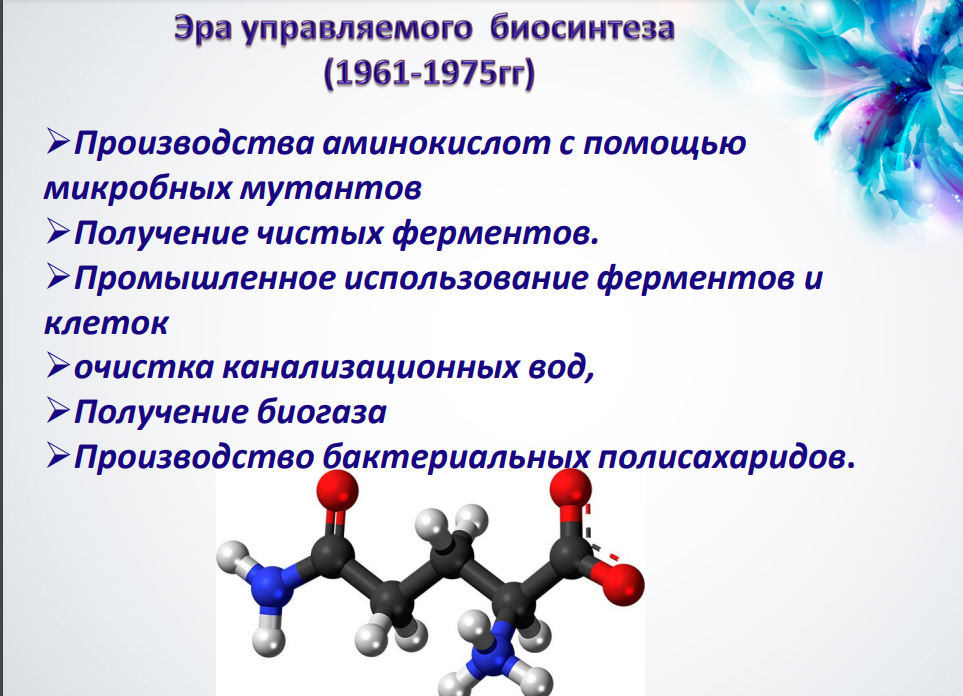 Эра управляемого биосинтеза
(1961-1975гг)
➢Производства аминокислот с помощью
микробных мутантов
➢Получение чистых ферментов.
➢Промышленное использование ферментов и
клеток
➢очистка канализационных вод,
➢Получение биогаза
➢Производство бактериальных полисахаридов.